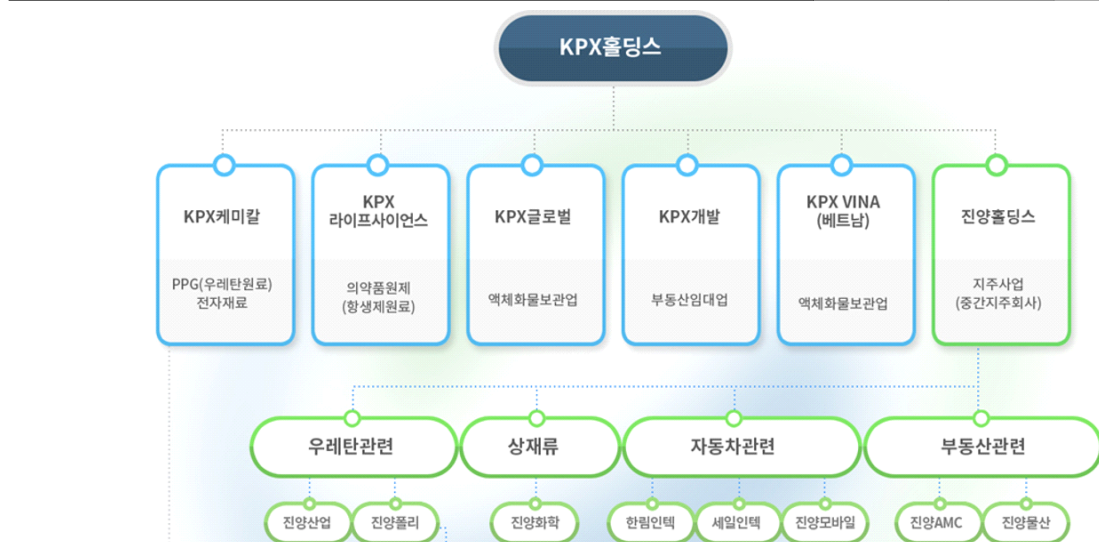 KPX홀딩스
KPX케미칼
PPG(우레탄원료)
전자재료
KPX
라이프사이언스
의약품원제
(항생제원료)
KPX글로벌
액체화물보관업
KPX개발
부동산임대업
KPX VINA
(베트남)
액체화물보관업
진양홀딩스
지주사업
(중간지주회사)
우레탄관련
상재류
자동차관련
부동산관련
진양산업
진양폴리
진양화학
한림인텍
세일인텍
진양모바일
진양AMC
진양물산